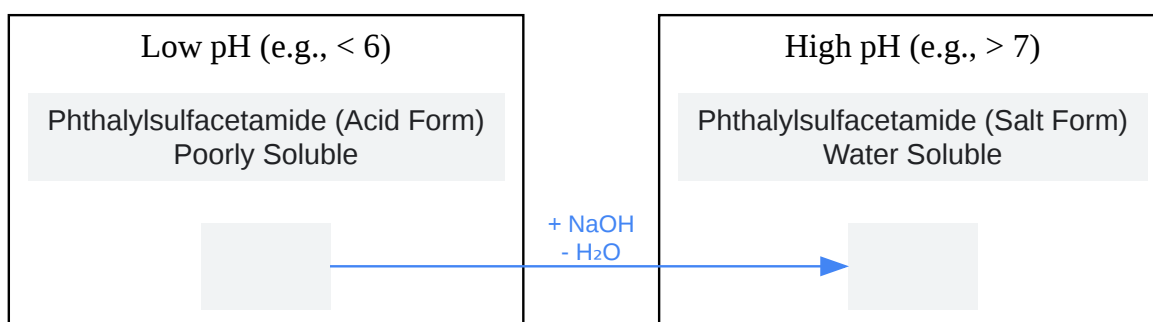 Low pH (e.g., < 6)
Phthalylsulfacetamide (Acid Form)
Poorly Soluble
+ NaOH
- H₂O
High pH (e.g., > 7)
Phthalylsulfacetamide (Salt Form)
Water Soluble